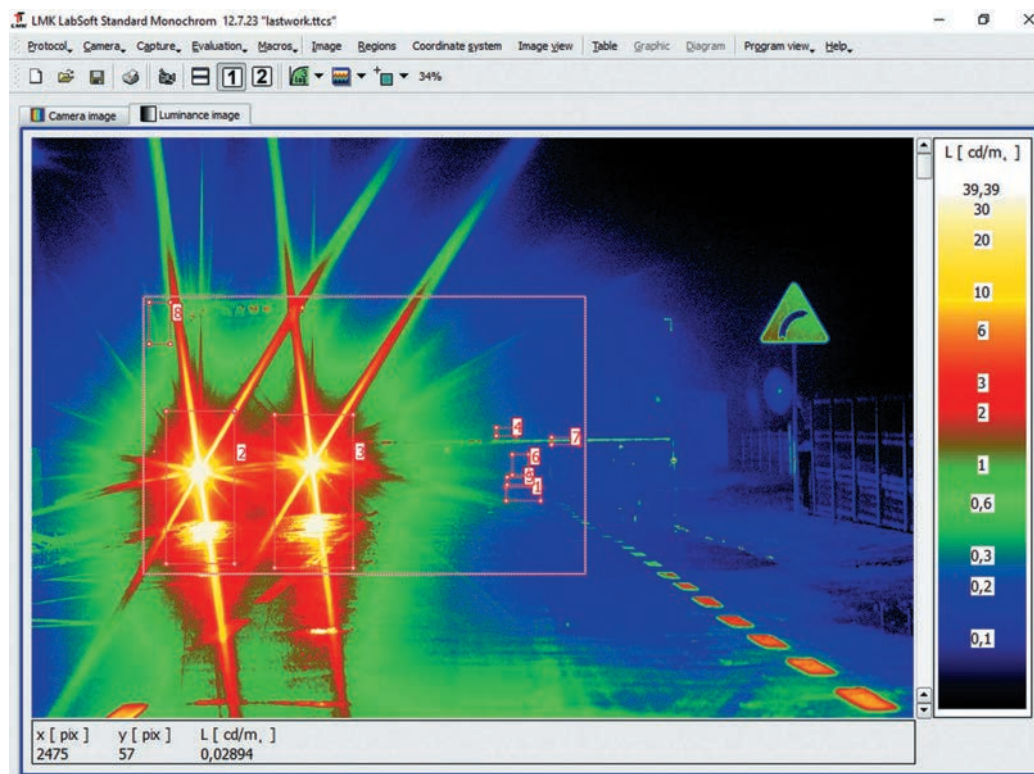 LMK LabSoft Standard Monochrom 12.7.23 "lastwork.ttcs"
Protocol Camera Capture Evaluation Macros Image Regions Coordinate system Image view Table Graphic Diagram Program view Help
1 2 34%
Camera image Luminance image
L [ cd/m˛ ]
39,39
30
20
10
6
3
2
1
0,6
0,3
0,2
0,1
8
2
3
4
7
6
9
1
x [ pix ] y [ pix ] L [ cd/m˛ ]
2475 57 0,02894